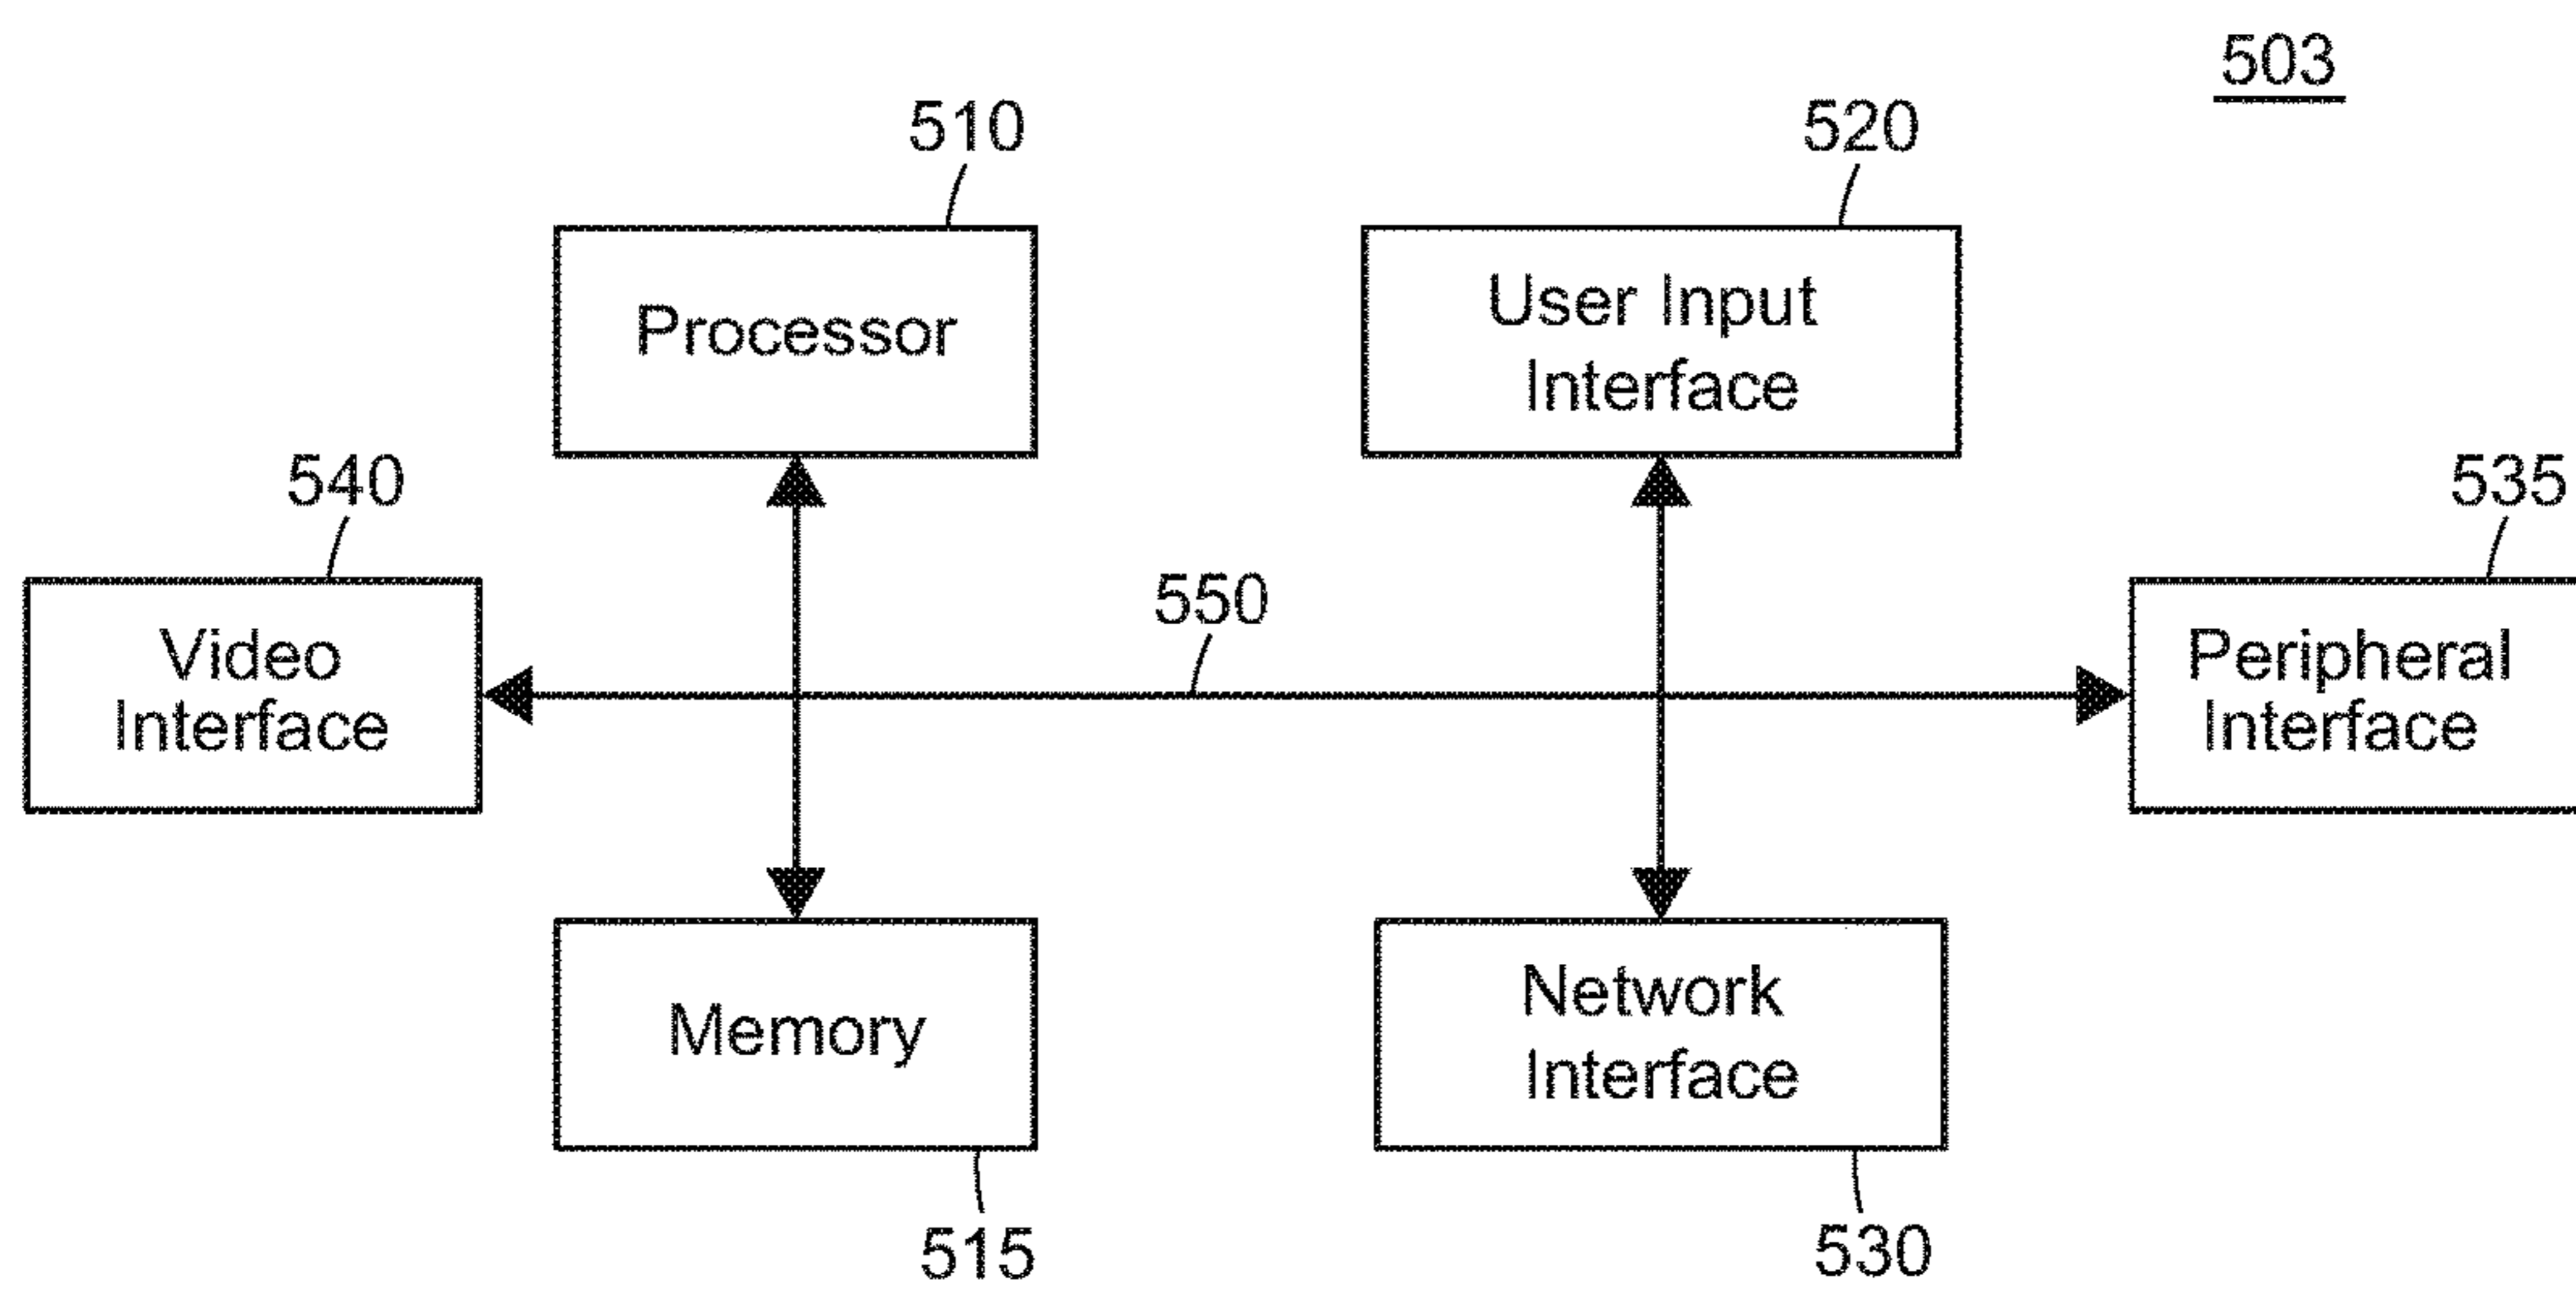 503
510
520
Processor
User Input
Interface
540
535
550
Video
Interface
Peripheral
Interface
Memory
Network
Interface
515
530